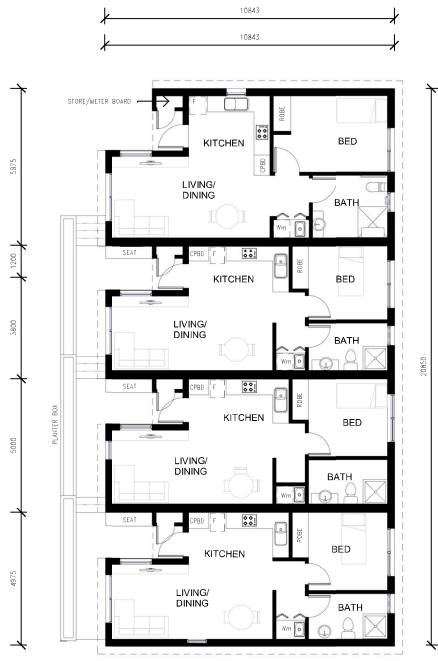 10843
10843
STORE/METER BOARD
F
ROBE
KITCHEN
BED
CPBD
5875
LIVING/
DINING
BATH
Wm
1200
SEAT
CPBD
F
KITCHEN
ROBE
BED
3800
LIVING/
DINING
BATH
Wm
20850
SEAT
CPBD
F
KITCHEN
ROBE
BED
PLANTER BOX
5000
LIVING/
DINING
BATH
Wm
SEAT
CPBD
F
KITCHEN
ROBE
BED
4975
LIVING/
DINING
BATH
Wm